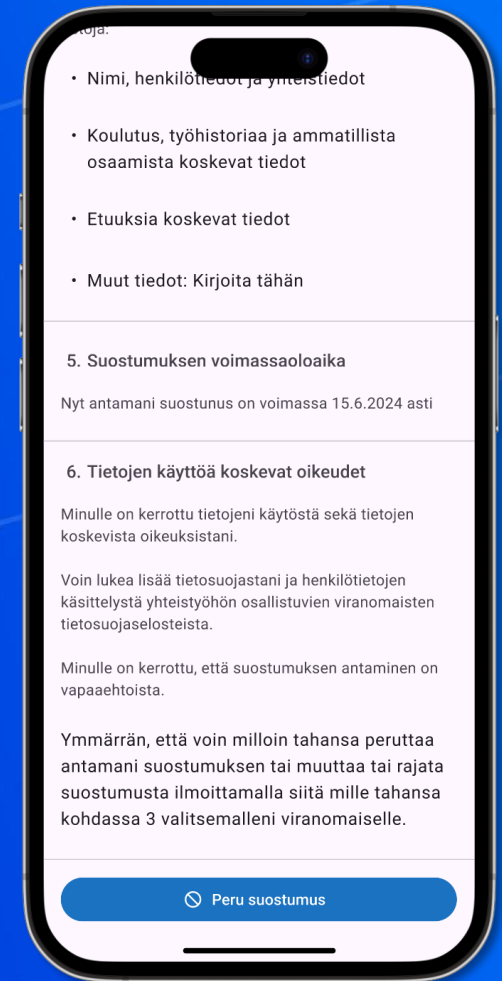 • Nimi, henkilötiedot ja yhteistiedot
• Koulutus, työhistoriaa ja ammatillista
osaamista koskevat tiedot
• Etuuksia koskevat tiedot
• Muut tiedot: Kirjoita tähän
5. Suostumuksen voimassaoloaika
Nyt antamani suostunus on voimassa 15.6.2024 asti
6. Tietojen käyttöä koskevat oikeudet
Minulle on kerrottu tietojeni käytöstä sekä tietojen
koskevista oikeuksistani.
Voin lukea lisää tietosuojastani ja henkilötietojen
käsittelystä yhteistyöhön osallistuvien viranomaisten
tietosuojaselosteista.
Minulle on kerrottu, että suostumuksen antaminen on
vapaaehtoista.
Ymmärrän, että voin milloin tahansa peruttaa
antamani suostumuksen tai muuttaa tai rajata
suostumusta ilmoittamalla siitä mille tahansa
kohdassa 3 valitsemalleni viranomaiselle.
Peru suostumus